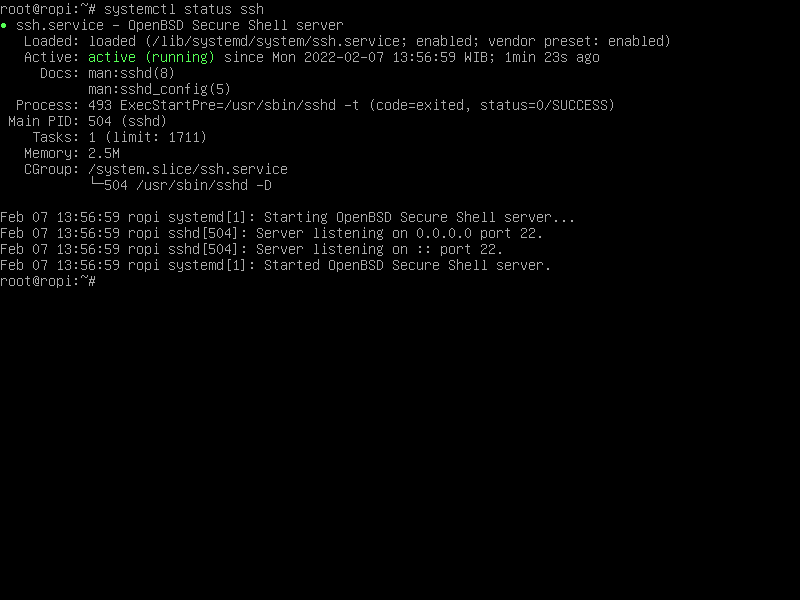 root@ropi:~# systemctl status ssh
● ssh.service - OpenBSD Secure Shell server
   Loaded: loaded (/lib/systemd/system/ssh.service; enabled; vendor preset: enabled)
   Active: active (running) since Mon 2022-02-07 13:56:59 WIB; 1min 23s ago
     Docs: man:sshd(8)
           man:sshd_config(5)
  Process: 493 ExecStartPre=/usr/sbin/sshd -t (code=exited, status=0/SUCCESS)
 Main PID: 504 (sshd)
    Tasks: 1 (limit: 1711)
   Memory: 2.5M
   CGroup: /system.slice/ssh.service
           └─504 /usr/sbin/sshd -D

Feb 07 13:56:59 ropi systemd[1]: Starting OpenBSD Secure Shell server...
Feb 07 13:56:59 ropi sshd[504]: Server listening on 0.0.0.0 port 22.
Feb 07 13:56:59 ropi sshd[504]: Server listening on :: port 22.
Feb 07 13:56:59 ropi systemd[1]: Started OpenBSD Secure Shell server.
root@ropi:~#